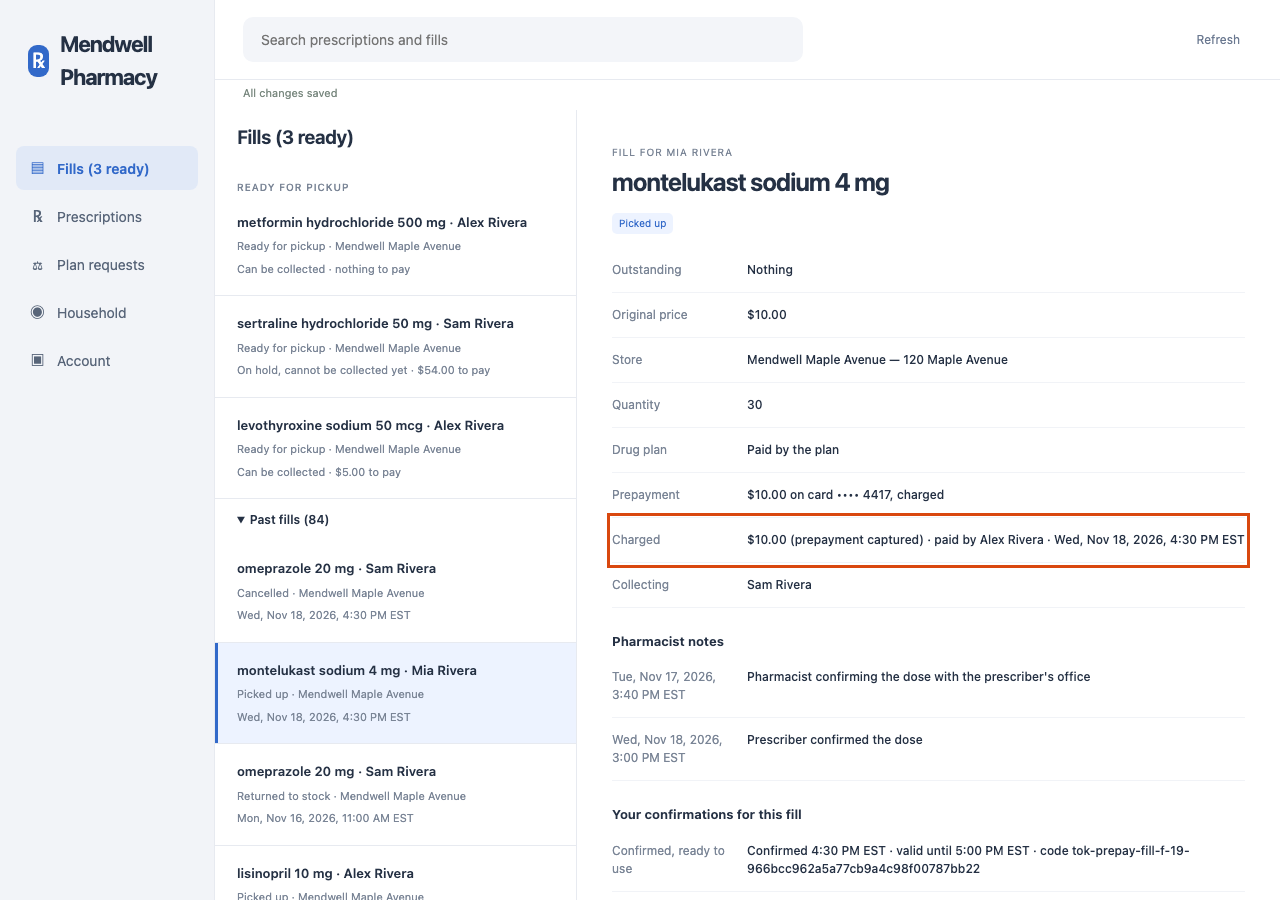 Mendwell
Pharmacy
Fills (3 ready)
Prescriptions
Plan requests
Household
Account
Search prescriptions and fills
Refresh
All changes saved
Fills (3 ready)
READY FOR PICKUP
metformin hydrochloride 500 mg · Alex Rivera
Ready for pickup · Mendwell Maple Avenue
Can be collected · nothing to pay
sertraline hydrochloride 50 mg · Sam Rivera
Ready for pickup · Mendwell Maple Avenue
On hold, cannot be collected yet · $54.00 to pay
levothyroxine sodium 50 mcg · Alex Rivera
Ready for pickup · Mendwell Maple Avenue
Can be collected · $5.00 to pay
▼ Past fills (84)
omeprazole 20 mg · Sam Rivera
Cancelled · Mendwell Maple Avenue
Wed, Nov 18, 2026, 4:30 PM EST
montelukast sodium 4 mg · Mia Rivera
Picked up · Mendwell Maple Avenue
Wed, Nov 18, 2026, 4:30 PM EST
omeprazole 20 mg · Sam Rivera
Returned to stock · Mendwell Maple Avenue
Mon, Nov 16, 2026, 11:00 AM EST
lisinopril 10 mg · Alex Rivera
Picked up · Mendwell Maple Avenue
FILL FOR MIA RIVERA
montelukast sodium 4 mg
Picked up
Outstanding Nothing
Original price $10.00
Store Mendwell Maple Avenue — 120 Maple Avenue
Quantity 30
Drug plan Paid by the plan
Prepayment $10.00 on card •••• 4417, charged
Charged $10.00 (prepayment captured) · paid by Alex Rivera · Wed, Nov 18, 2026, 4:30 PM EST
Collecting Sam Rivera
Pharmacist notes
Tue, Nov 17, 2026, Pharmacist confirming the dose with the prescriber's office
3:40 PM EST
Wed, Nov 18, 2026, Prescriber confirmed the dose
3:00 PM EST
Your confirmations for this fill
Confirmed, ready to Confirmed 4:30 PM EST · valid until 5:00 PM EST · code tok-prepay-fill-f-19-
use 966bcc962a5a77cb9a4c98f00787bb22